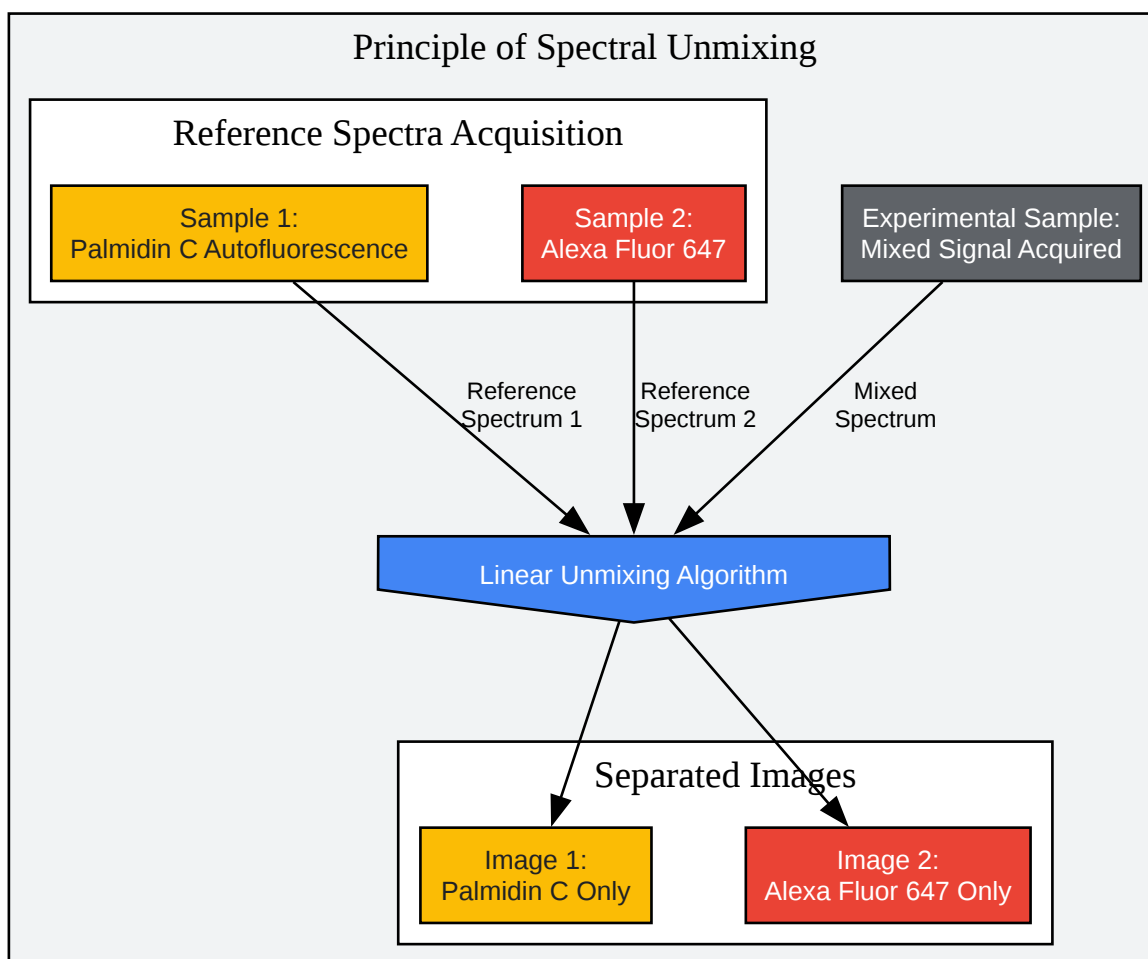 Principle of Spectral Unmixing
Reference Spectra Acquisition
Sample 1:
Palmidin C Autofluorescence
Sample 2:
Alexa Fluor 647
Experimental Sample:
Mixed Signal Acquired
Reference
Spectrum 1
Reference
Spectrum 2
Mixed
Spectrum
Linear Unmixing Algorithm
Separated Images
Image 1:
Palmidin C Only
Image 2:
Alexa Fluor 647 Only